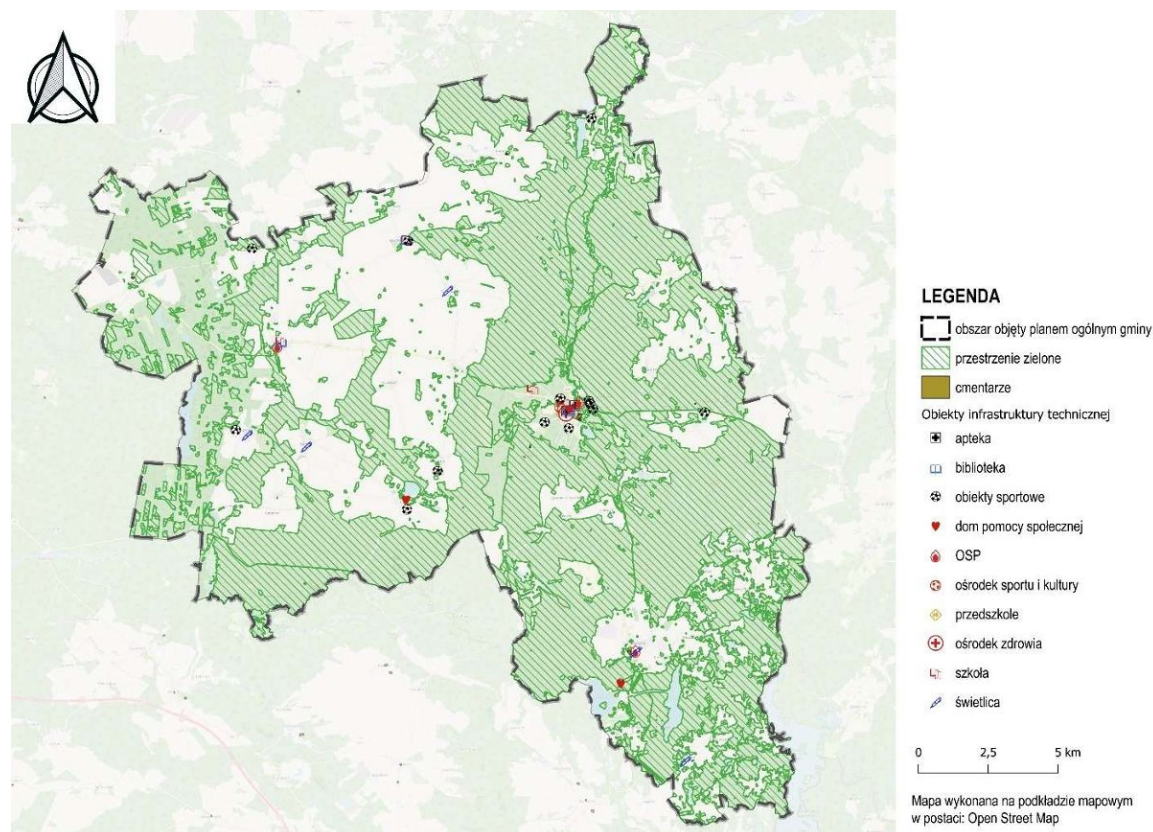 LEGENDA
obszar objęty planem ogólnym gminy
przestrzenie zielone
cmentarze
Obiekty infrastruktury technicznej
apteka
biblioteka
obiekty sportowe
dom pomocy społecznej
OSP
ośrodek sportu i kultury
przedszkole
ośrodek zdrowia
szkoła
świetlica
0 2,5 5 km
Mapa wykonana na podkładzie mapowym
w postaci: Open Street Map